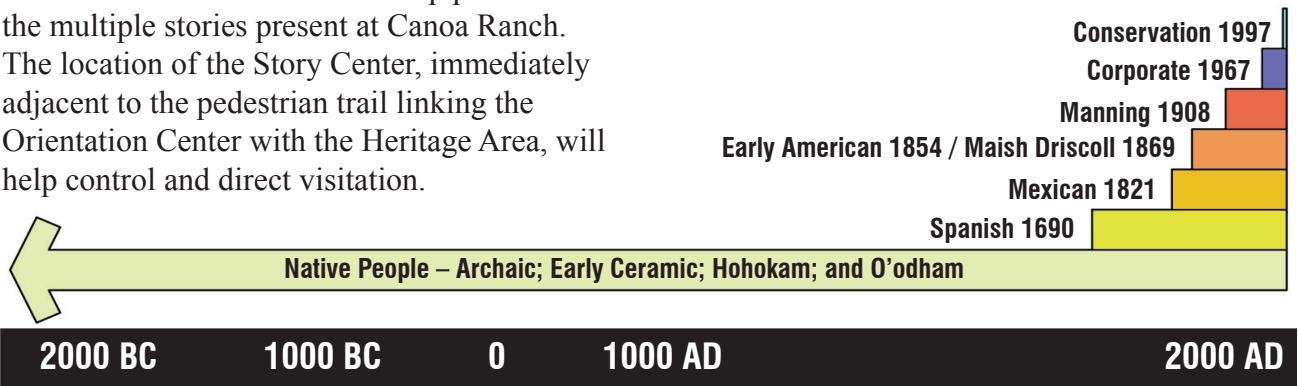 the multiple stories present at Canoa Ranch.
The location of the Story Center, immediately
adjacent to the pedestrian trail linking the
Orientation Center with the Heritage Area, will
help control and direct visitation.
Conservation 1997
Corporate 1967
Manning 1908
Early American 1854 / Maish Driscoll 1869
Mexican 1821
Spanish 1690
Native People – Archaic; Early Ceramic; Hohokam; and O’odham
2000 BC 1000 BC 0 1000 AD 2000 AD